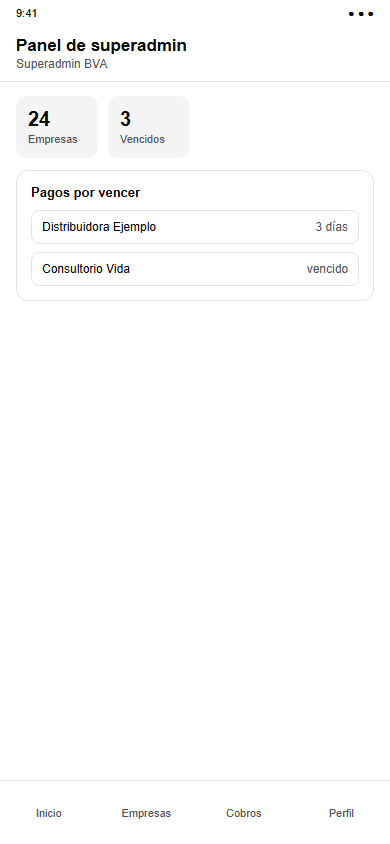 9:41
Panel de superadmin
Superadmin BVA
24
Empresas
3
Vencidos
Pagos por vencer
Distribuidora Ejemplo 3 días
Consultorio Vida vencido
Inicio Empresas Cobros Perfil